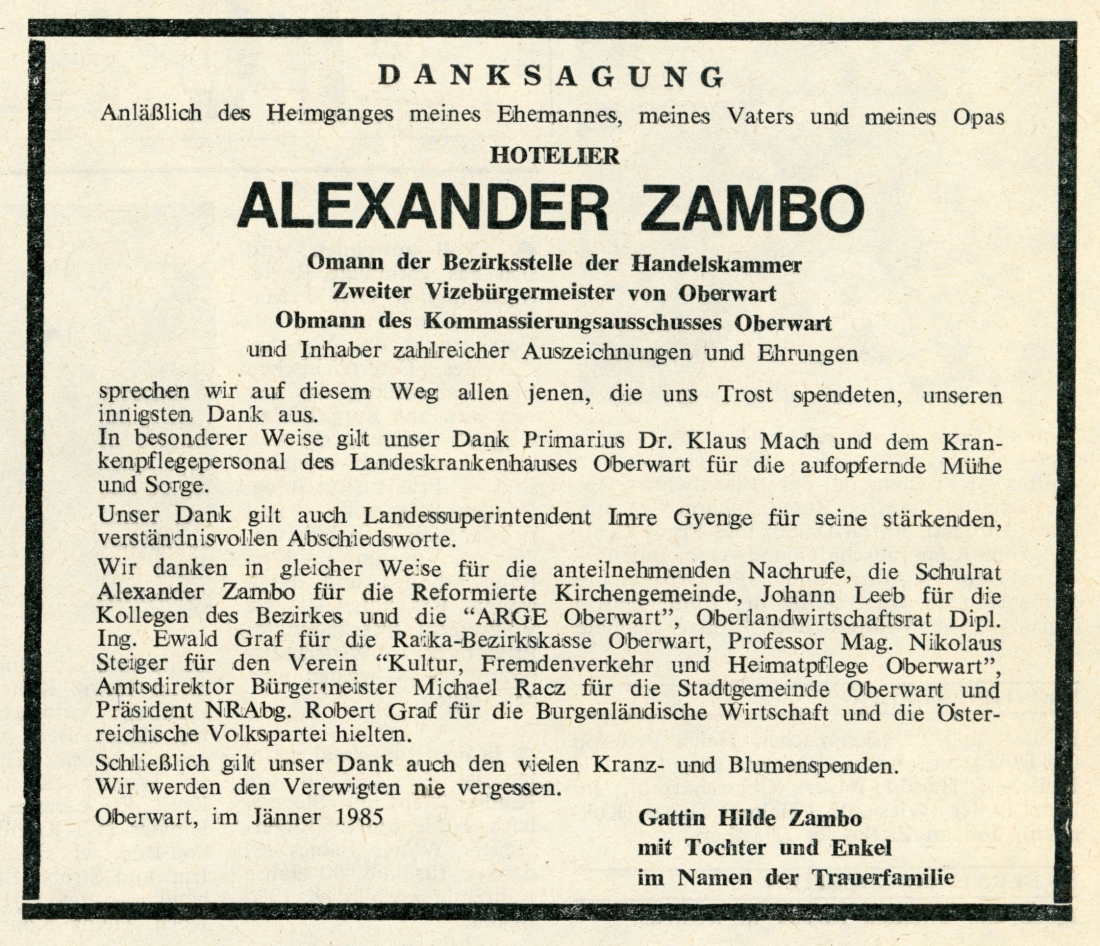 DANKSAGUNG
Anläßlich des Heimganges meines Ehemannes, meines Vaters und meines Opas
HOTELIER
ALEXANDER ZAMBO
Omann der Bezirksstelle der Handelskammer
Zweiter Vizebürgermeister von Oberwart
Obmann des Kommassierungsausschusses Oberwart
und Inhaber zahlreicher Auszeichnungen und Ehrungen
sprechen wir auf diesem Weg allen jenen, die uns Trost spendeten, unseren
innigsten Dank aus.
In besonderer Weise gilt unser Dank Primarius Dr. Klaus Mach und dem Kran-
kenpflegepersonal des Landeskrankenhauses Oberwart für die aufopfernde Mühe
und Sorge.
Unser Dank gilt auch Landessuperintendent Imre Gyenge für seine stärkenden,
verständnisvollen Abschiedsworte.
Wir danken in gleicher Weise für die anteilnehmenden Nachrufe, die Schulrat
Alexander Zambo für die Reformierte Kirchengemeinde, Johann Leeb für die
Kollegen des Bezirkes und die “ARGE Oberwart”, Oberlandwirtschaftsrat Dipl.
Ing. Ewald Graf für die Raika-Bezirkskasse Oberwart, Professor Mag. Nikolaus
Steiger für den Verein “Kultur, Fremdenverkehr und Heimatpflege Oberwart”,
Amtsdirektor Bürgermeister Michael Racz für die Stadtgemeinde Oberwart und
Präsident NRAbg. Robert Graf für die Burgenländische Wirtschaft und die Öster-
reichische Volkspartei hielten.
Schließlich gilt unser Dank auch den vielen Kranz- und Blumenspenden.
Wir werden den Verewigten nie vergessen.
Oberwart, im Jänner 1985
Gattin Hilde Zambo
mit Tochter und Enkel
im Namen der Trauerfamilie